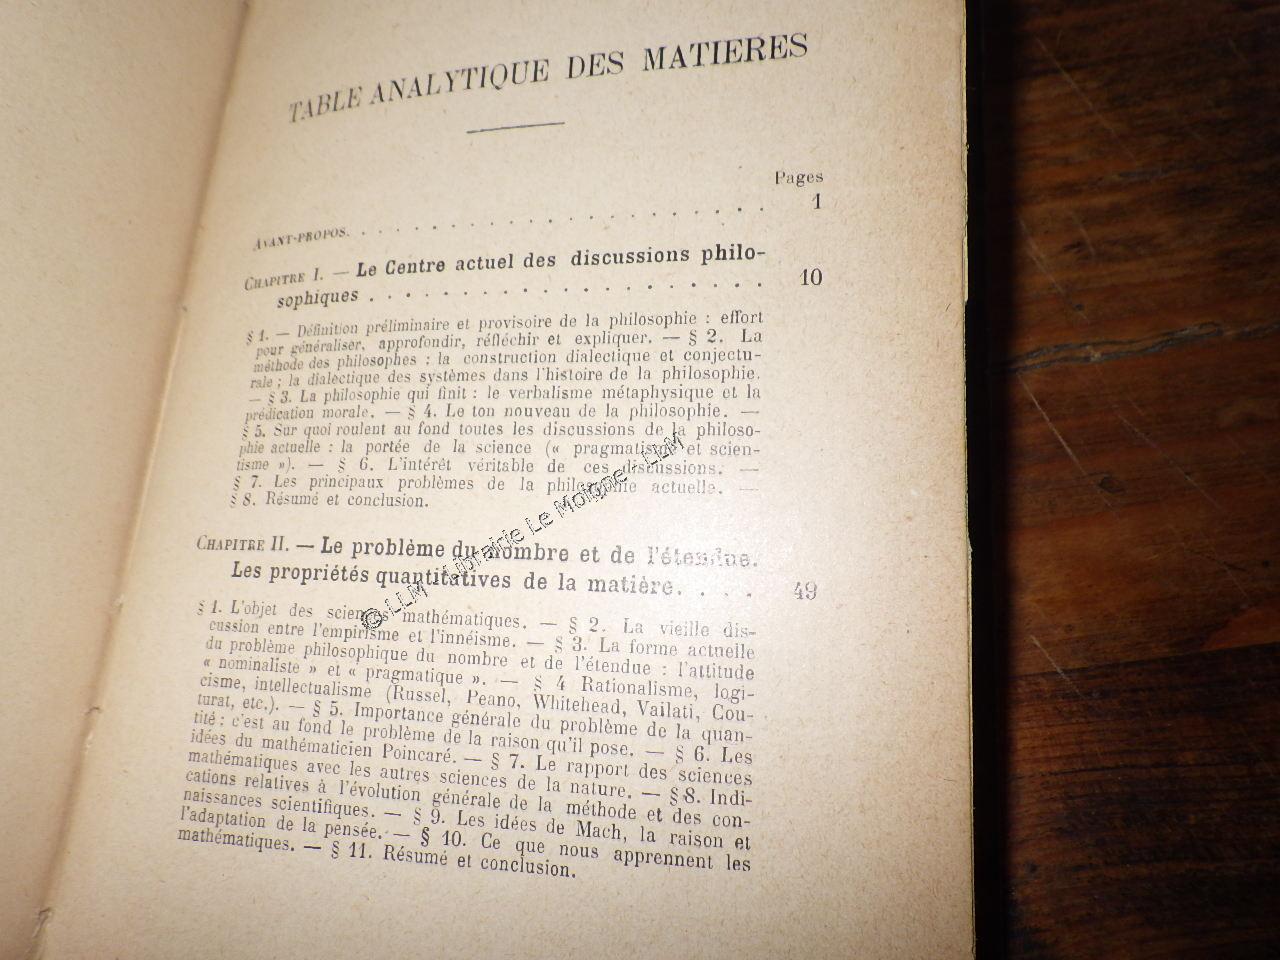 TABLE ANALYTIQUE DES MATIERES
Pages
AVANT-PROPOS. . . . . . . . . . . . . . . . . . . 1
CHAPITRE I. — Le Centre actuel des discussions philo-
sophiques . . . . . . . . . . . . . . . . . . 10
§ 1. — Définition préliminaire et provisoire de la philosophie : effort
pour généraliser, approfondir, réfléchir et expliquer. — § 2. La
méthode des philosophes : la construction dialectique et conjectu-
rale ; la dialectique des systèmes dans l'histoire de la philosophie.
— § 3. La philosophie qui finit : le verbalisme métaphysique et la
prédication morale. — § 4. Le ton nouveau de la philosophie. —
§ 5. Sur quoi roulent au fond toutes les discussions de la philoso-
phie actuelle : la portée de la science (« pragmatisme et scien-
tisme »). — § 6. L'intérêt véritable de ces discussions. —
§ 7. Les principaux problèmes de la philosophie actuelle. —
§ 8. Résumé et conclusion.
CHAPITRE II. — Le problème du nombre et de l'étendue.
Les propriétés quantitatives de la matière. . . . 49
§ 1. L'objet des sciences mathématiques. — § 2. La vieille dis-
cussion entre l'empirisme et l'innéisme. — § 3. La forme actuelle
du problème philosophique du nombre et de l'étendue : l'attitude
« nominaliste » et « pragmatique ». — § 4 Rationalisme, logi-
cisme, intellectualisme (Russel, Peano, Whitehead, Vailati, Cou-
turat, etc.). — § 5. Importance générale du problème de la quan-
tité : c'est au fond le problème de la raison qu'il pose. — § 6. Les
idées du mathématicien Poincaré. — § 7. Le rapport des sciences
mathématiques avec les autres sciences de la nature. — § 8. Indi-
cations relatives à l'évolution générale de la méthode et des con-
naissances scientifiques. — § 9. Les idées de Mach, la raison et
l'adaptation de la pensée. — § 10. Ce que nous apprennent les
mathématiques. — § 11. Résumé et conclusion.
© LLM - Librairie Le Moigne - LLM